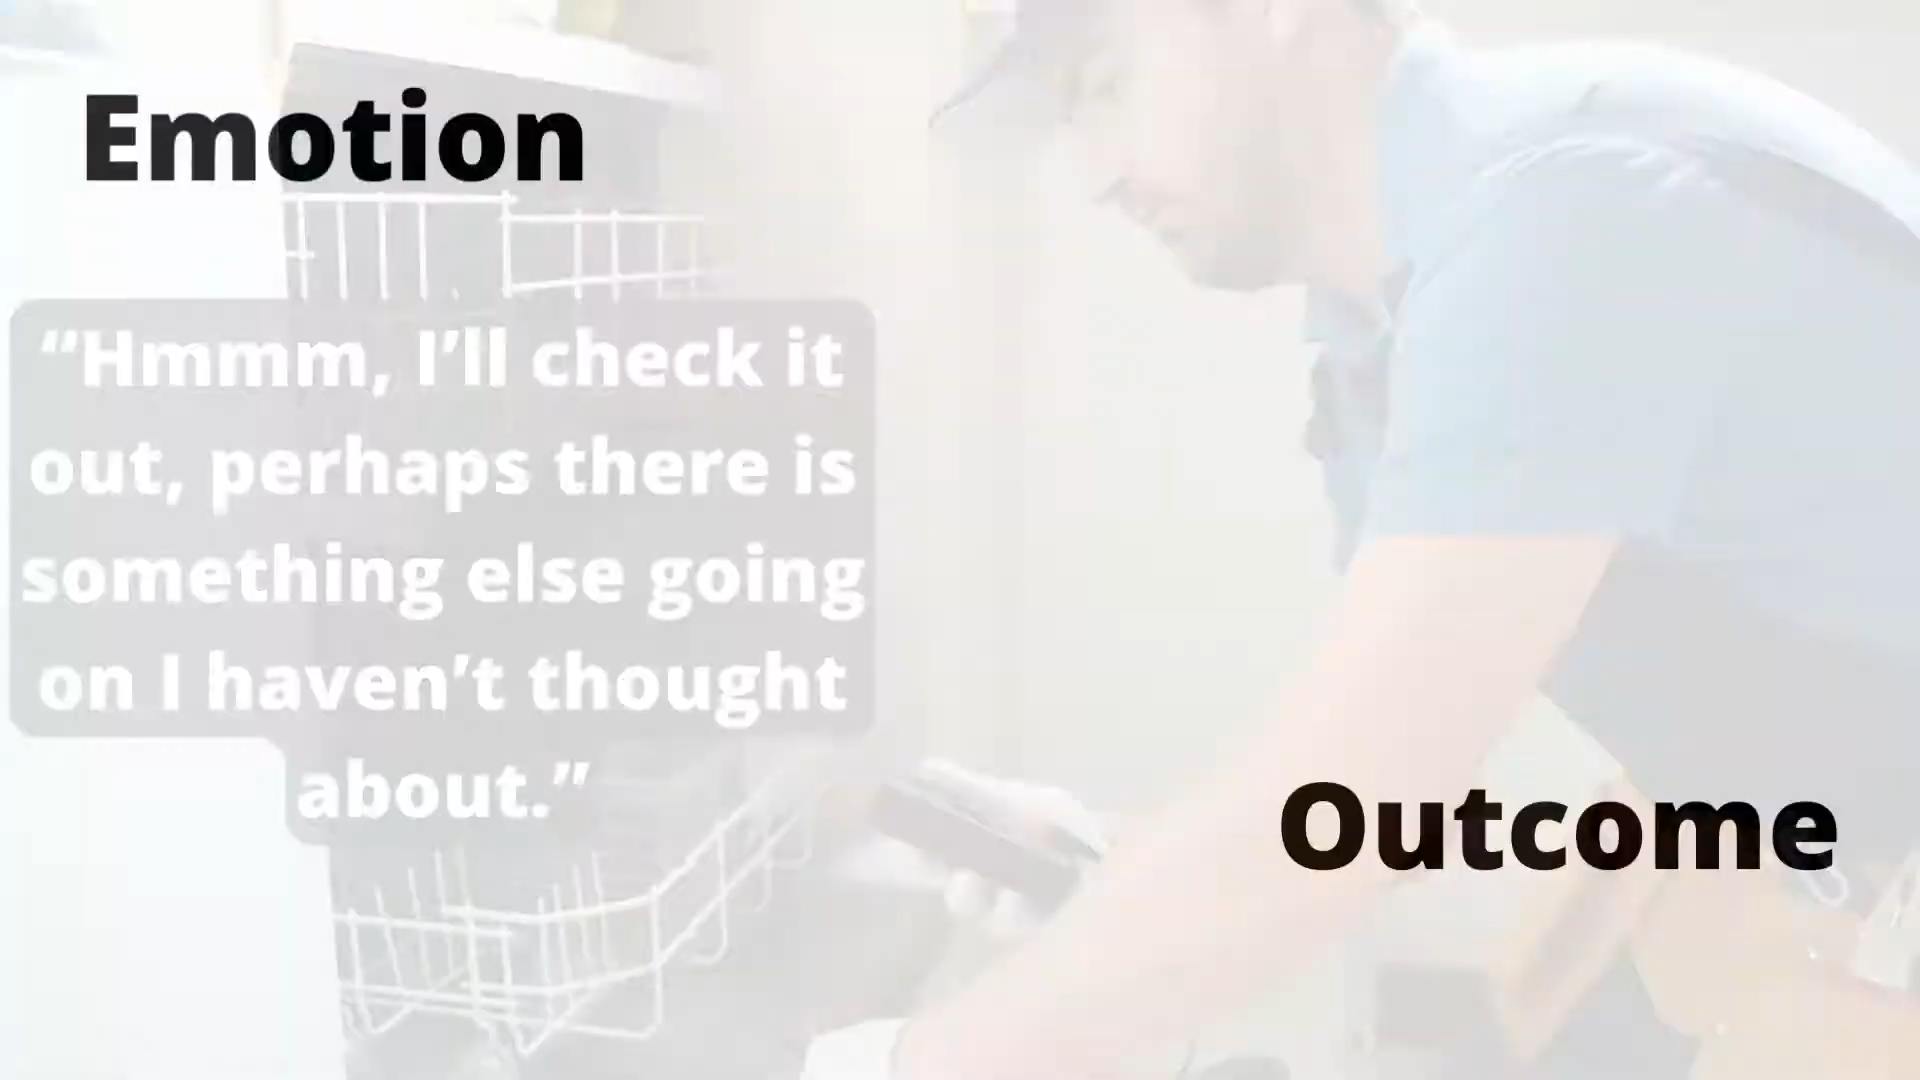 Emotion
“Hmmm, I’ll check it
out, perhaps there is
something else going
on I haven’t thought
about.”
Outcome